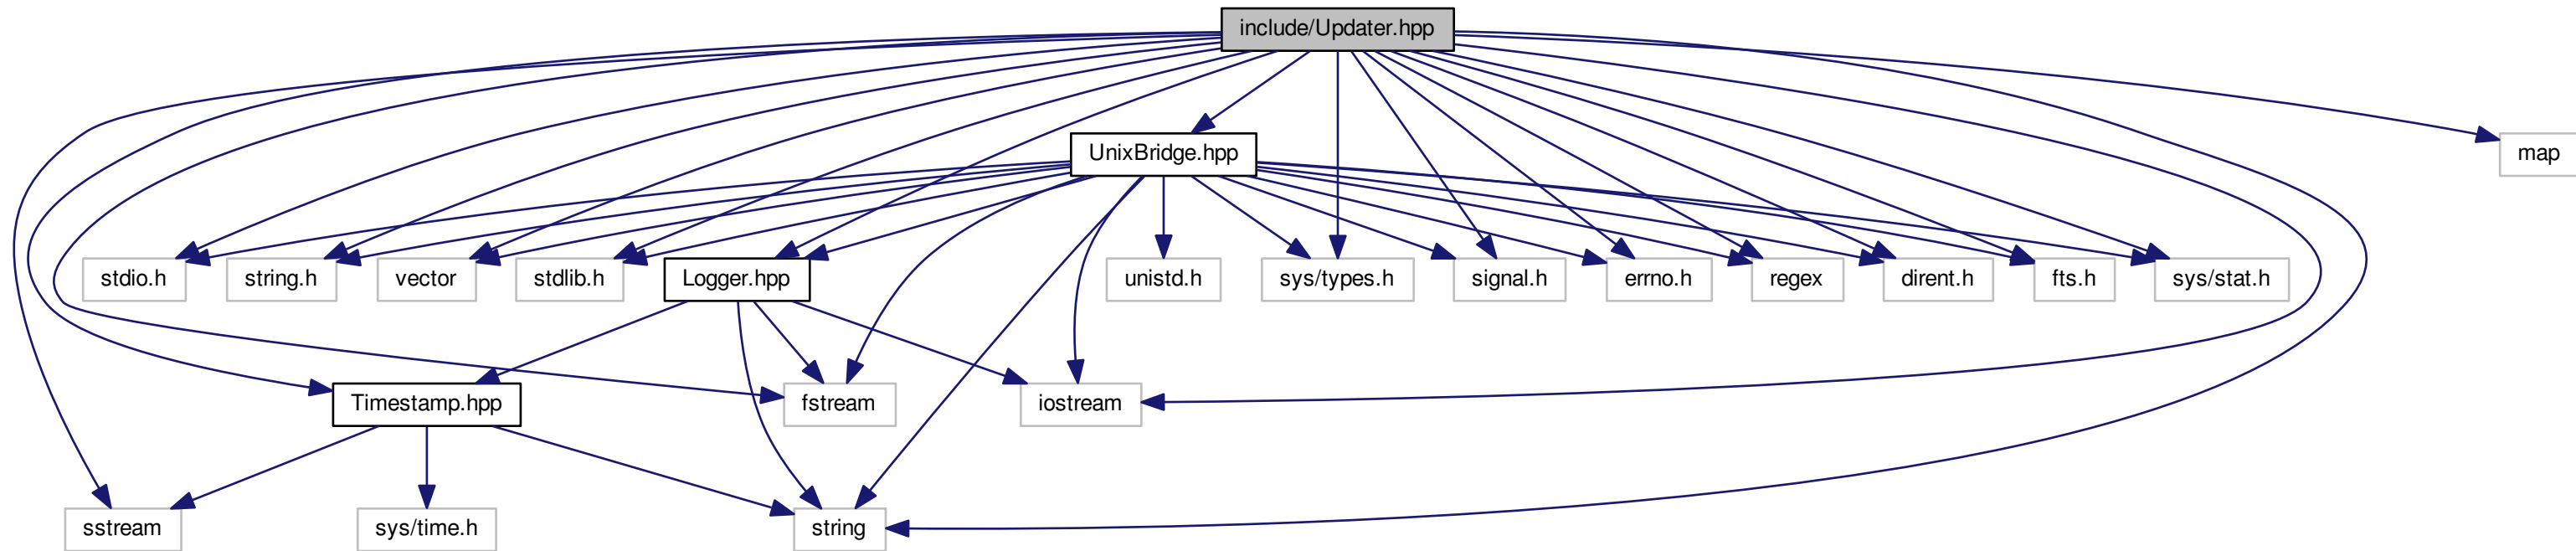 include/Updater.hpp
UnixBridge.hpp
map
stdio.h
string.h
vector
stdlib.h
Logger.hpp
unistd.h
sys/types.h
signal.h
errno.h
regex
dirent.h
fts.h
sys/stat.h
Timestamp.hpp
fstream
iostream
sstream
sys/time.h
string